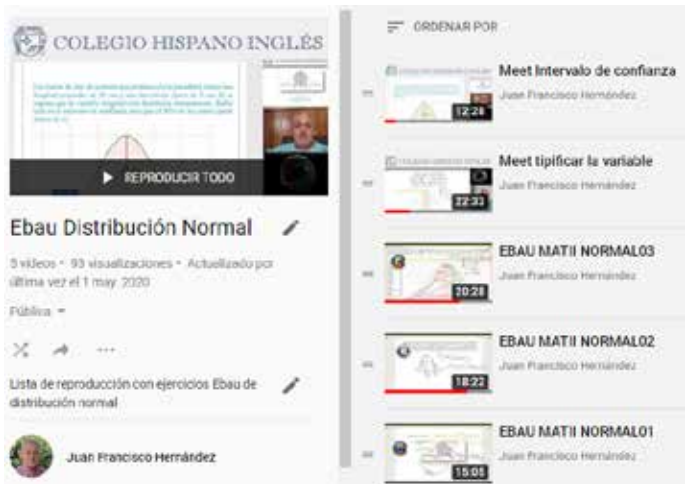 COLEGIO HISPANO INGLÉS
REPRODUCIR TODO
Ebau Distribución Normal
5 vídeos • 93 visualizaciones • Actualizado por
última vez el 1 may. 2020
Pública
Lista de reproducción con ejercicios Ebau de
distribución normal
Juan Francisco Hernández
ORDENAR POR
Meet Intervalo de confianza
Juan Francisco Hernández
12:28
Meet tipificar la variable
Juan Francisco Hernández
22:33
EBAU MATII NORMAL03
Juan Francisco Hernández
20:28
EBAU MATII NORMAL02
Juan Francisco Hernández
18:22
EBAU MATII NORMAL01
Juan Francisco Hernández
15:05